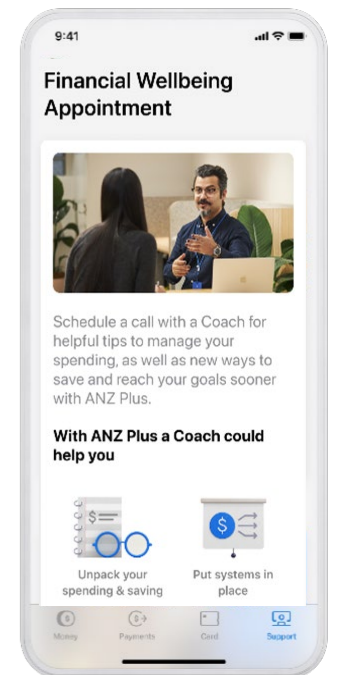 9:41
Financial Wellbeing
Appointment
Schedule a call with a Coach for
helpful tips to manage your
spending, as well as new ways to
save and reach your goals sooner
with ANZ Plus.
With ANZ Plus a Coach could
help you
$
$
Unpack your
spending & saving
Put systems in
place
Money
Payments
Card
Support